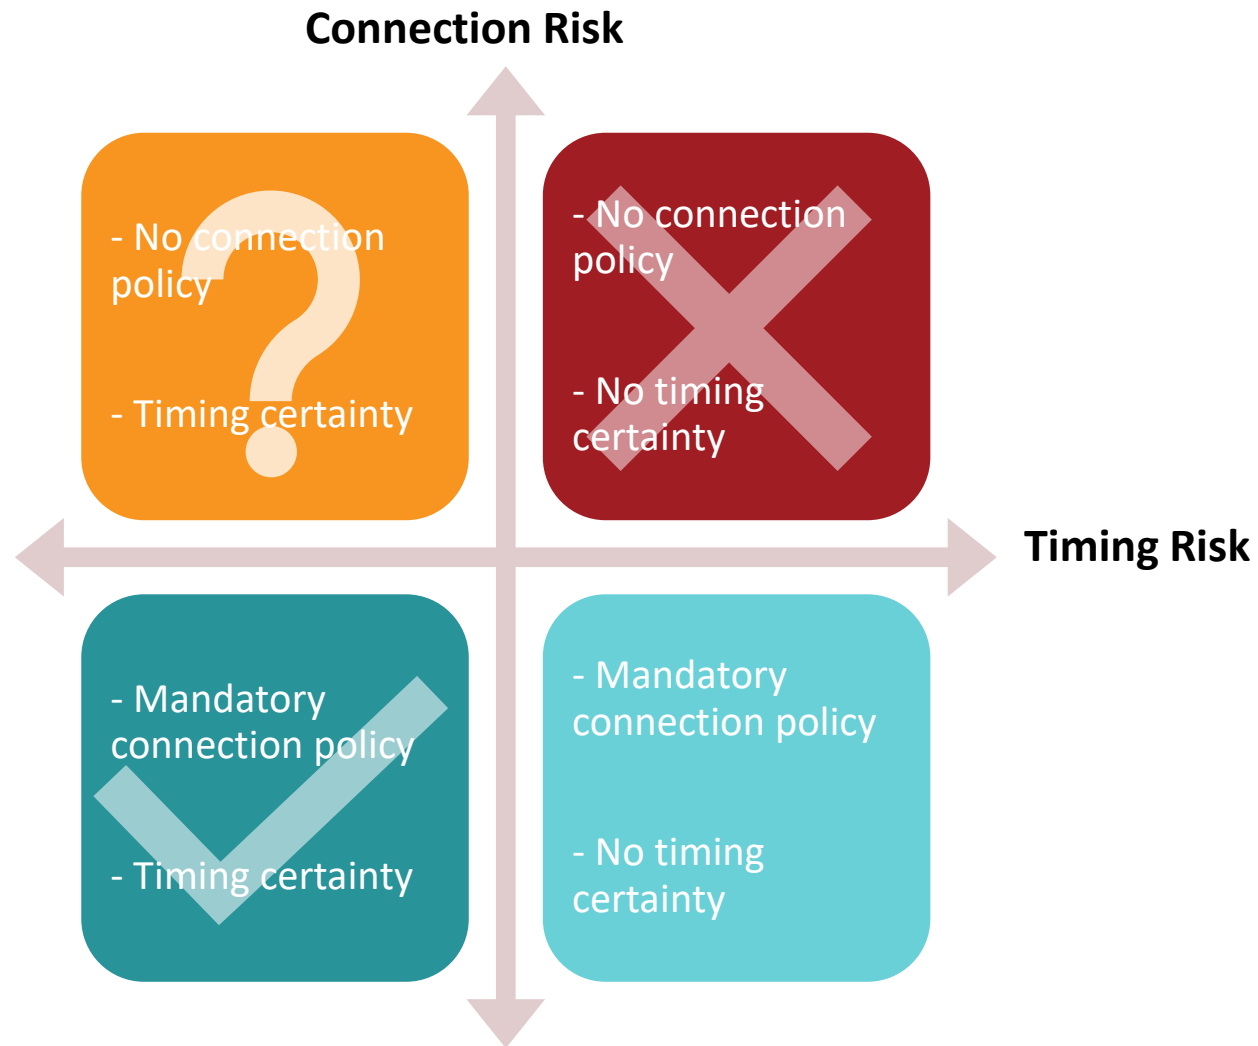 Connection Risk
- No connection
policy
- Timing certainty
- No connection
policy
- No timing
certainty
Timing Risk
- Mandatory
connection policy
- Timing certainty
- Mandatory
connection policy
- No timing
certainty